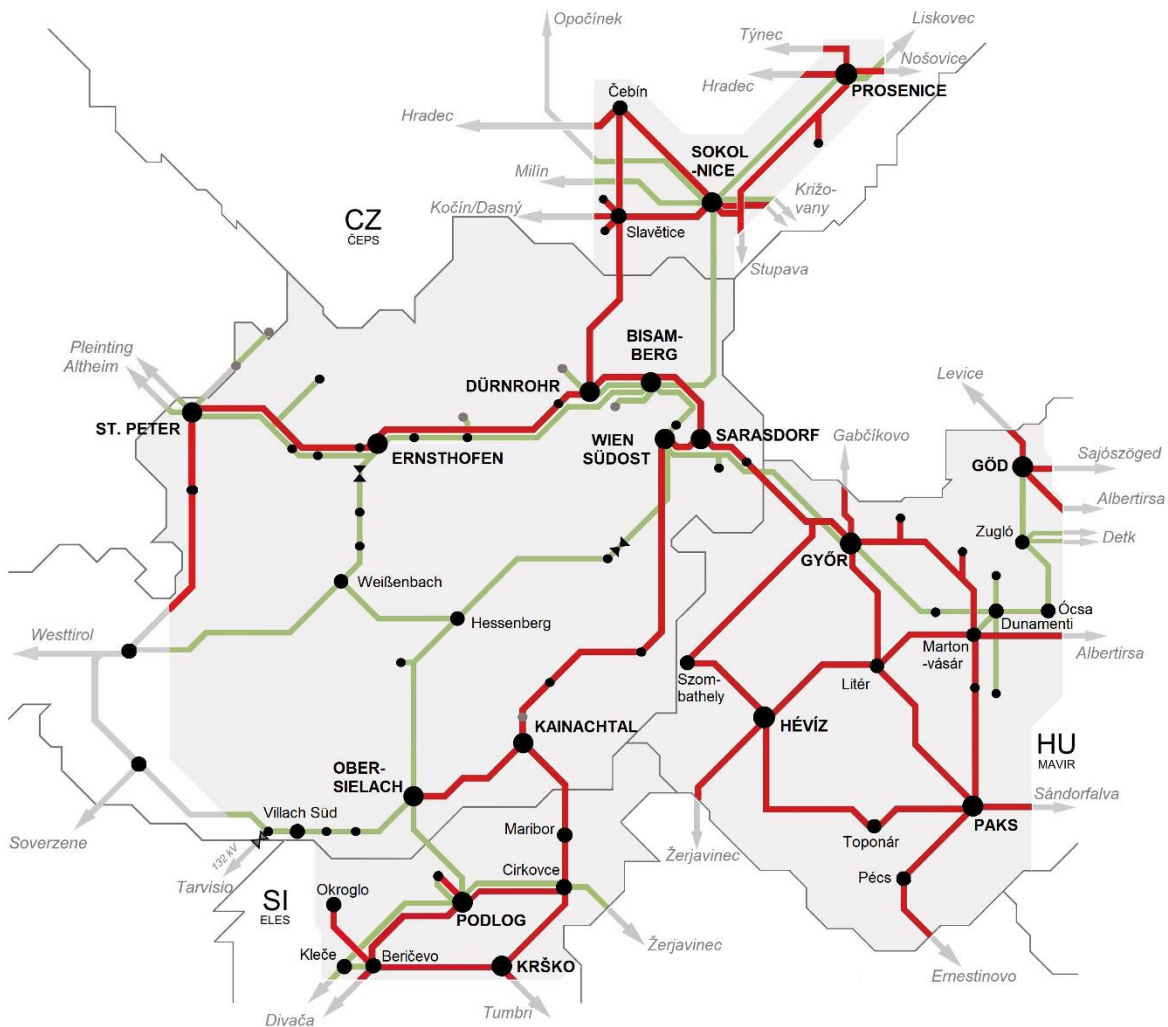 Opočínek
Liskovec
Týnec
Nošovice
Hradec
PROSENICE
Čebín
Hradec
SOKOL
-NICE
Milín
Križo-
vany
Kočín/Dasný
CZ
ČEPS
Slavětice
Stupava
BISAM-
BERG
Pleinting
Altheim
DÜRNROHR
Levice
ST. PETER
ERNSTHOFEN
WIEN
SÜDOST
SARASDORF
Gabčíkovo
GÖD
Sajószöged
Albertirsa
Zugló
Detk
GYŐR
Weißenbach
Hessenberg
Ócsa
Dunamenti
Westtirol
Marton
-vásár
Albertirsa
Szom-
bathely
Litér
KAINACHTAL
HÉVÍZ
HU
MAVIR
OBER-
SIELACH
Sándorfalva
PAKS
Villach Süd
Soverzene
Maribor
Toponár
132 kV
Tarvisio
Žerjavinec
Cirkovce
Pécs
SI
ELES
Okroglo
PODLOG
Žerjavinec
Kleče
Beričevo
KRŠKO
Ernestinovo
Divača
Tumbri